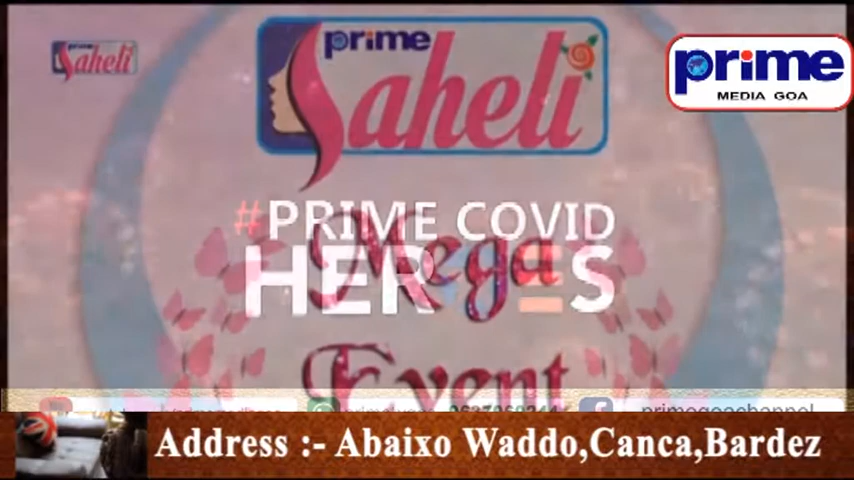 prime
Saheli
prime
Saheli
prime
MEDIA GOA
#PRIME COVID
HEROES
Mega
Event
primegoachannel
Address :- Abaixo Waddo,Canca,Bardez